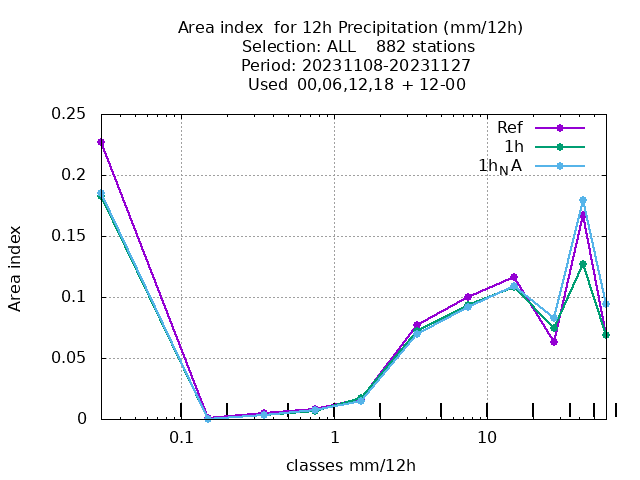 Area index  for 12h Precipitation (mm/12h)
Selection: ALL    882 stations
Period: 20231108-20231127
Used  00,06,12,18  + 12-00
0.25
0.2
0.15
0.1
0.05
0
Area index
Ref
1h
1h_N A
0.1
1
10
classes mm/12h